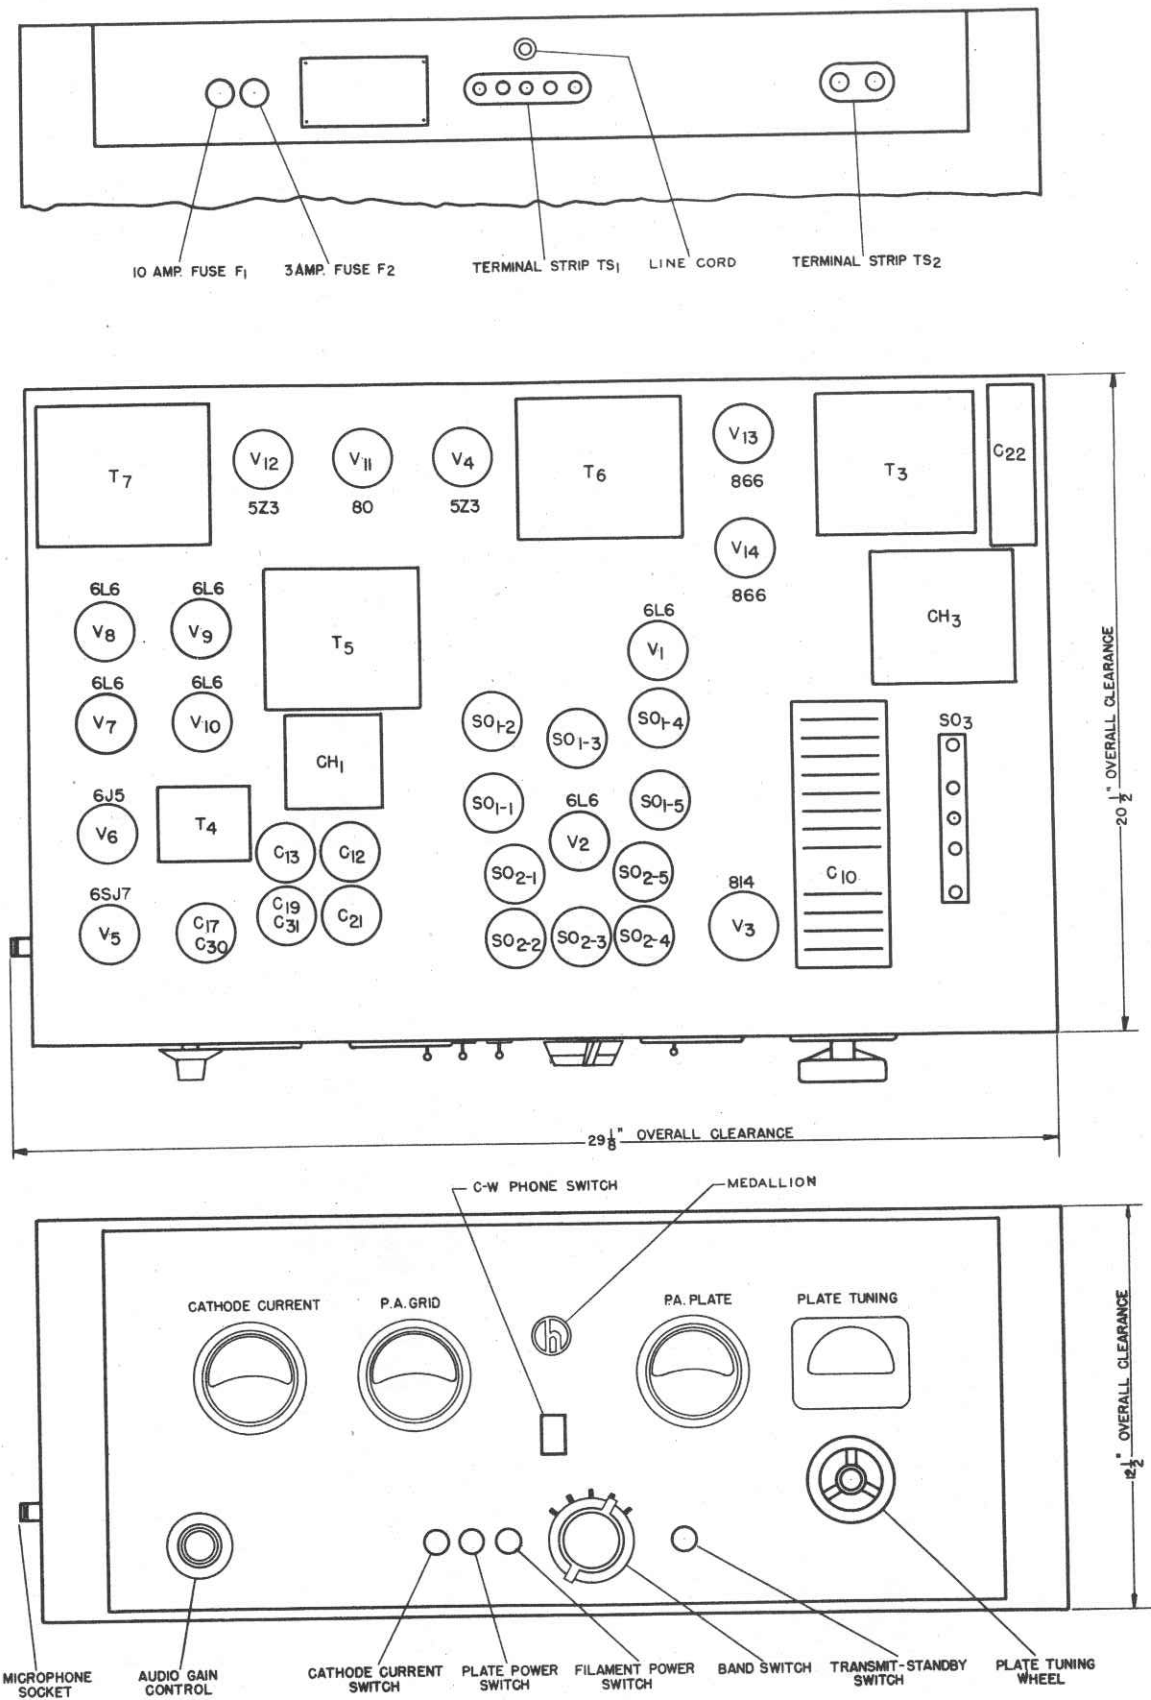 10 AMP. FUSE F1
3 AMP. FUSE F2
TERMINAL STRIP TS1
LINE CORD
TERMINAL STRIP TS2
T7
V12
5Z3
V11
80
V4
5Z3
T6
V13
866
T3
C22
V14
866
6L6
V8
6L6
V9
T5
6L6
V1
CH3
6L6
V7
6L6
V10
CH1
SO1-2
SO1-3
SO1-4
SO3
6J5
V6
T4
SO1-1
6L6
V2
SO1-5
C13
C12
SO2-1
SO2-5
C10
6SJ7
V5
C17
C30
C19
C31
C21
SO2-2
SO2-3
SO2-4
814
V3
20 1/2" OVERALL CLEARANCE
29 1/8" OVERALL CLEARANCE
C-W PHONE SWITCH
MEDALLION
CATHODE CURRENT
P.A. GRID
h
P.A. PLATE
PLATE TUNING
12 1/2" OVERALL CLEARANCE
MICROPHONE
SOCKET
AUDIO GAIN
CONTROL
CATHODE CURRENT
SWITCH
PLATE POWER
SWITCH
FILAMENT POWER
SWITCH
BAND SWITCH
TRANSMIT-STANDBY
SWITCH
PLATE TUNING
WHEEL